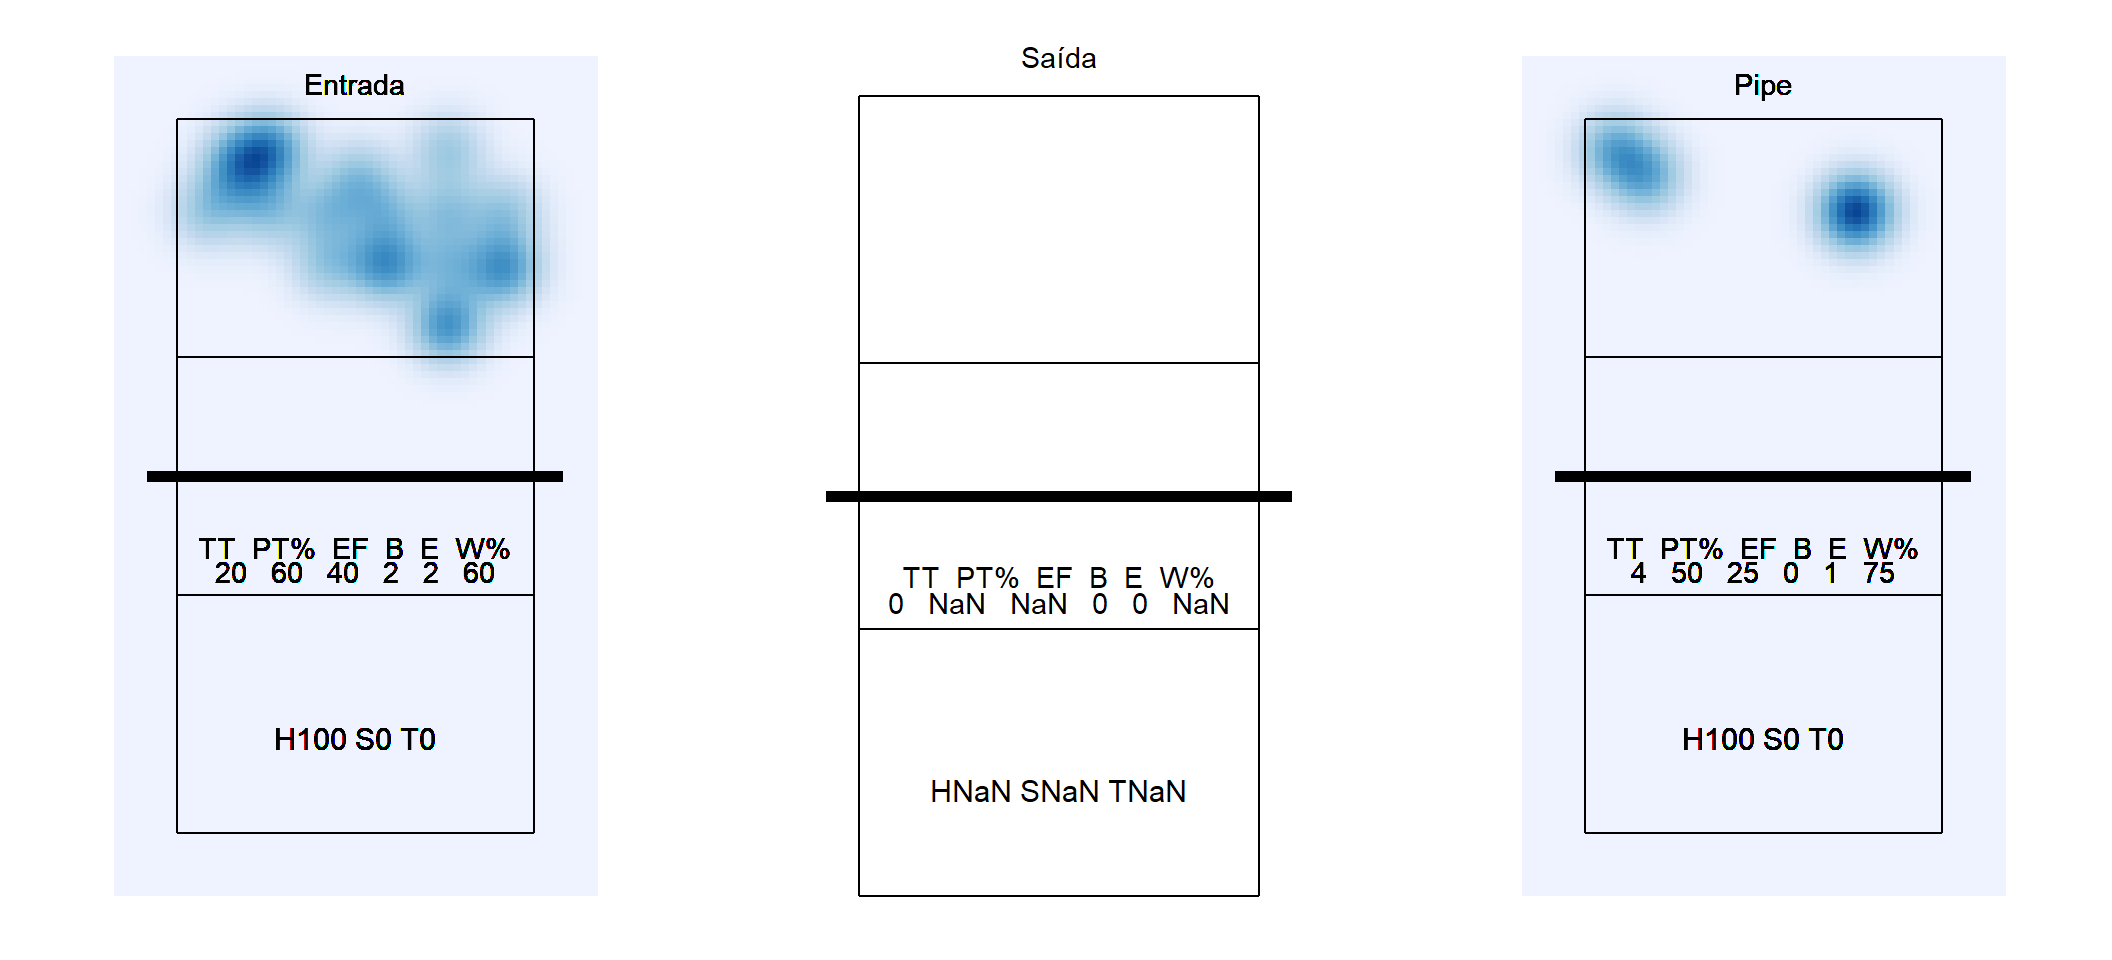 Entrada
TT PT% EF B E W%
20 60 40 2 2 60
H100 S0 T0
Saída
TT PT% EF B E W%
0 NaN NaN 0 0 NaN
HNaN SNaN TNaN
Pipe
TT PT% EF B E W%
4 50 25 0 1 75
H100 S0 T0